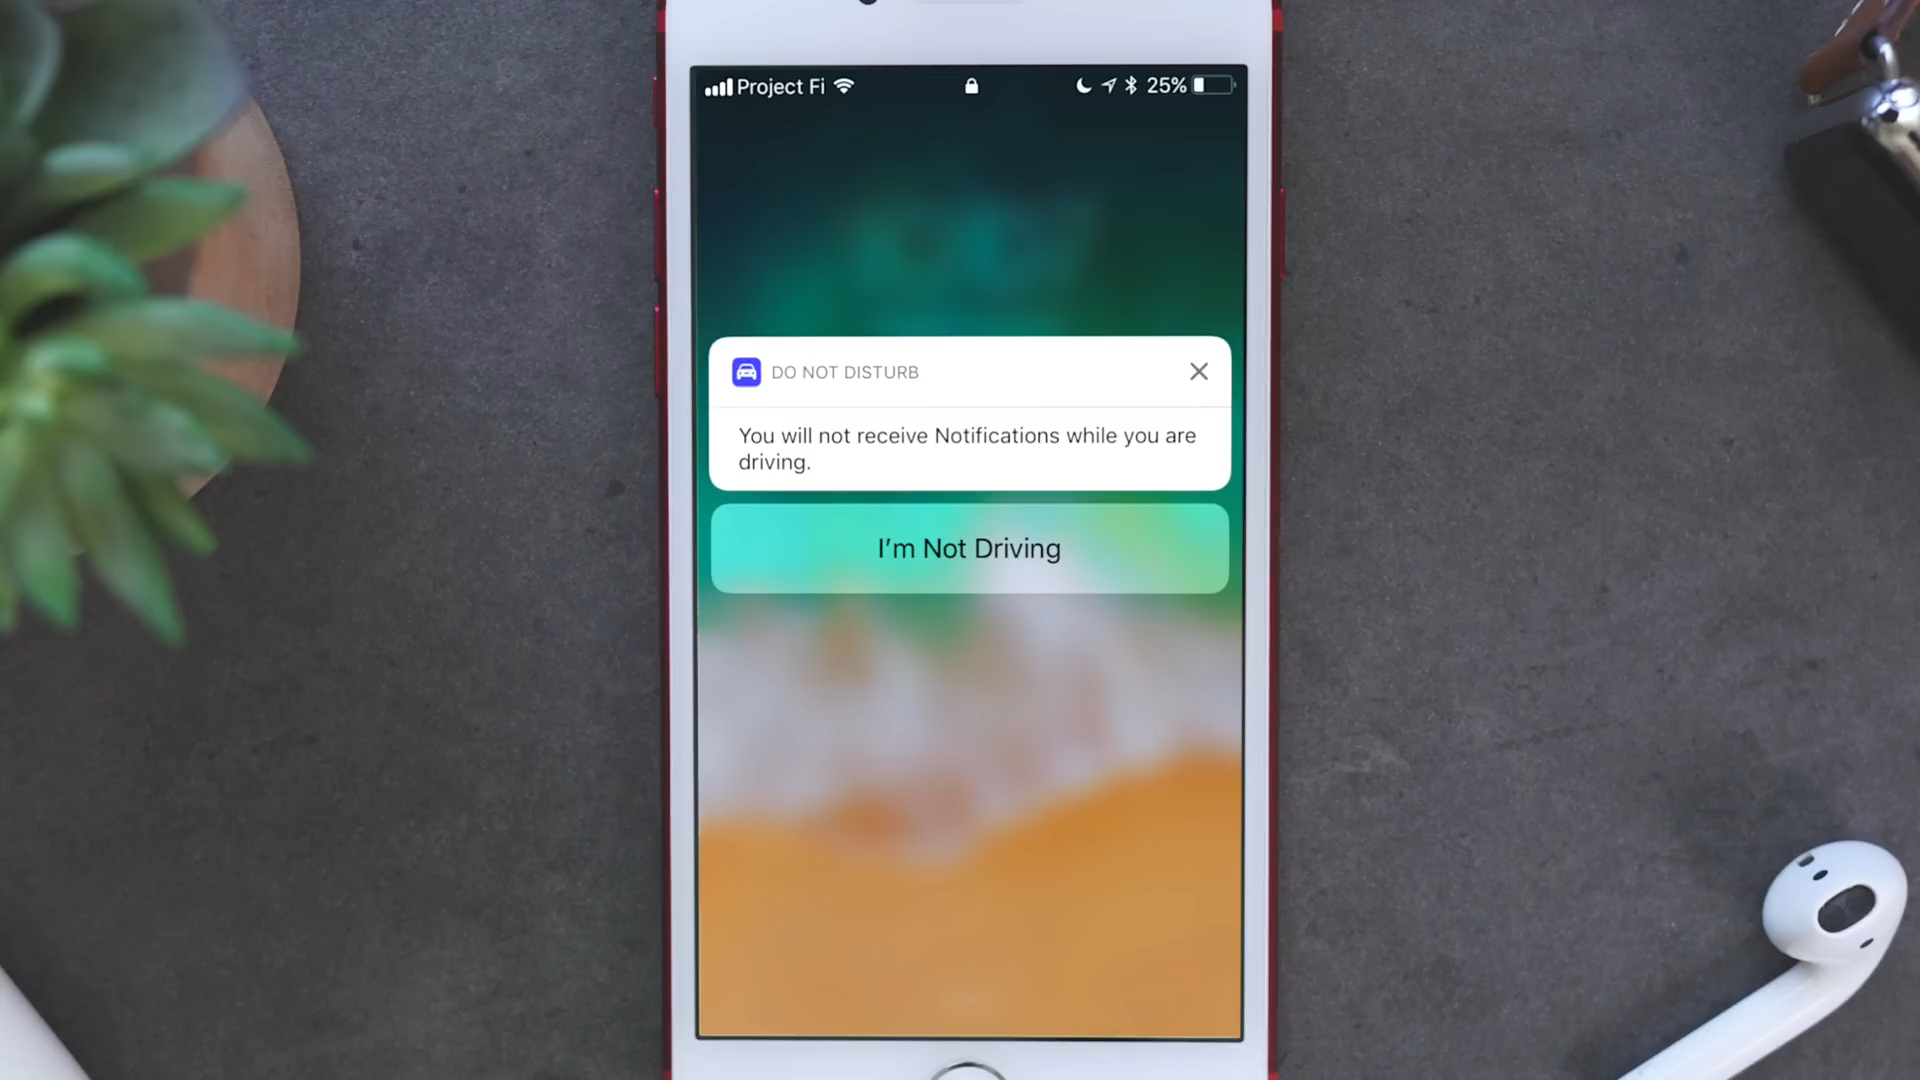 Project Fi 25%
DO NOT DISTURB
You will not receive Notifications while you are
driving.
I’m Not Driving